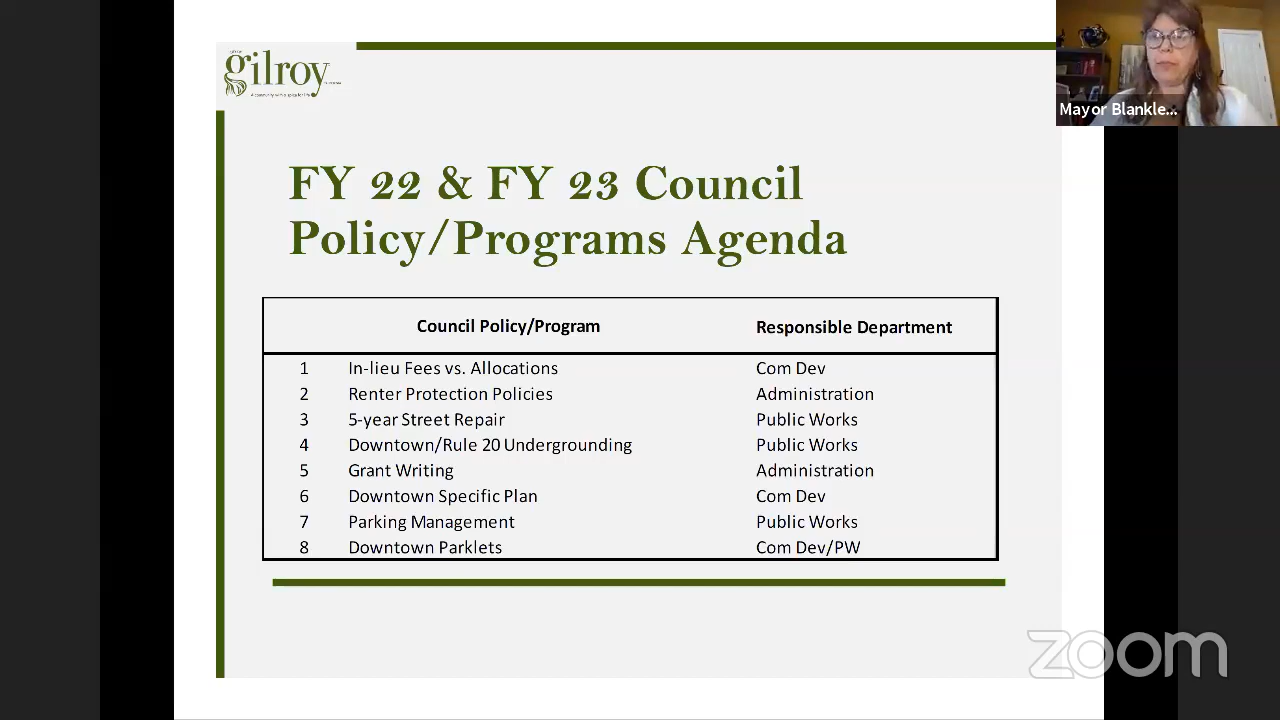 gilroy
Mayor Blankle...
FY 22 & FY 23 Council
Policy/Programs Agenda
Council Policy/Program Responsible Department
1 In-lieu Fees vs. Allocations Com Dev
2 Renter Protection Policies Administration
3 5-year Street Repair Public Works
4 Downtown/Rule 20 Undergrounding Public Works
5 Grant Writing Administration
6 Downtown Specific Plan Com Dev
7 Parking Management Public Works
8 Downtown Parklets Com Dev/PW
zoom